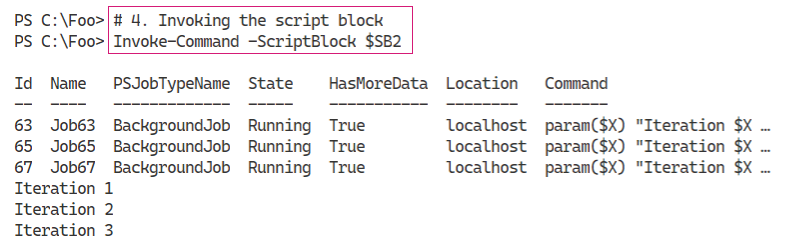 PS C:\Foo> # 4. Invoking the script block
PS C:\Foo> Invoke-Command -ScriptBlock $SB2
Id  Name   PSJobTypeName  State    HasMoreData  Location   Command
--  ----   -------------  -----    -----------  --------   -------
63  Job63  BackgroundJob  Running  True         localhost  param($X) "Iteration $X …
65  Job65  BackgroundJob  Running  True         localhost  param($X) "Iteration $X …
67  Job67  BackgroundJob  Running  True         localhost  param($X) "Iteration $X …
Iteration 1
Iteration 2
Iteration 3